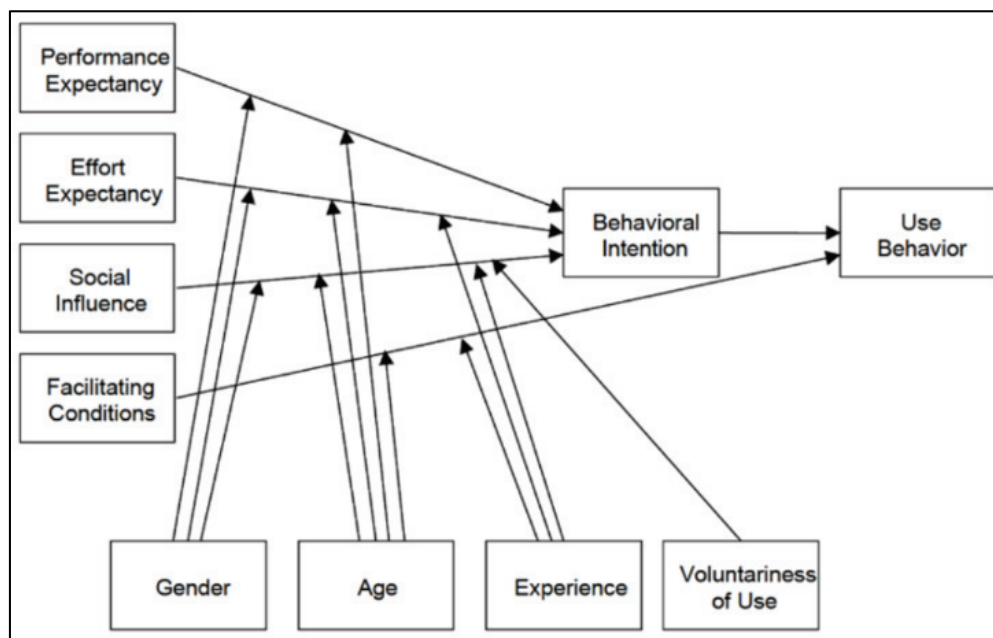 Performance
Expectancy
Effort
Expectancy
Social
Influence
Facilitating
Conditions
Behavioral
Intention
Use
Behavior
Gender
Age
Experience
Voluntariness
of Use